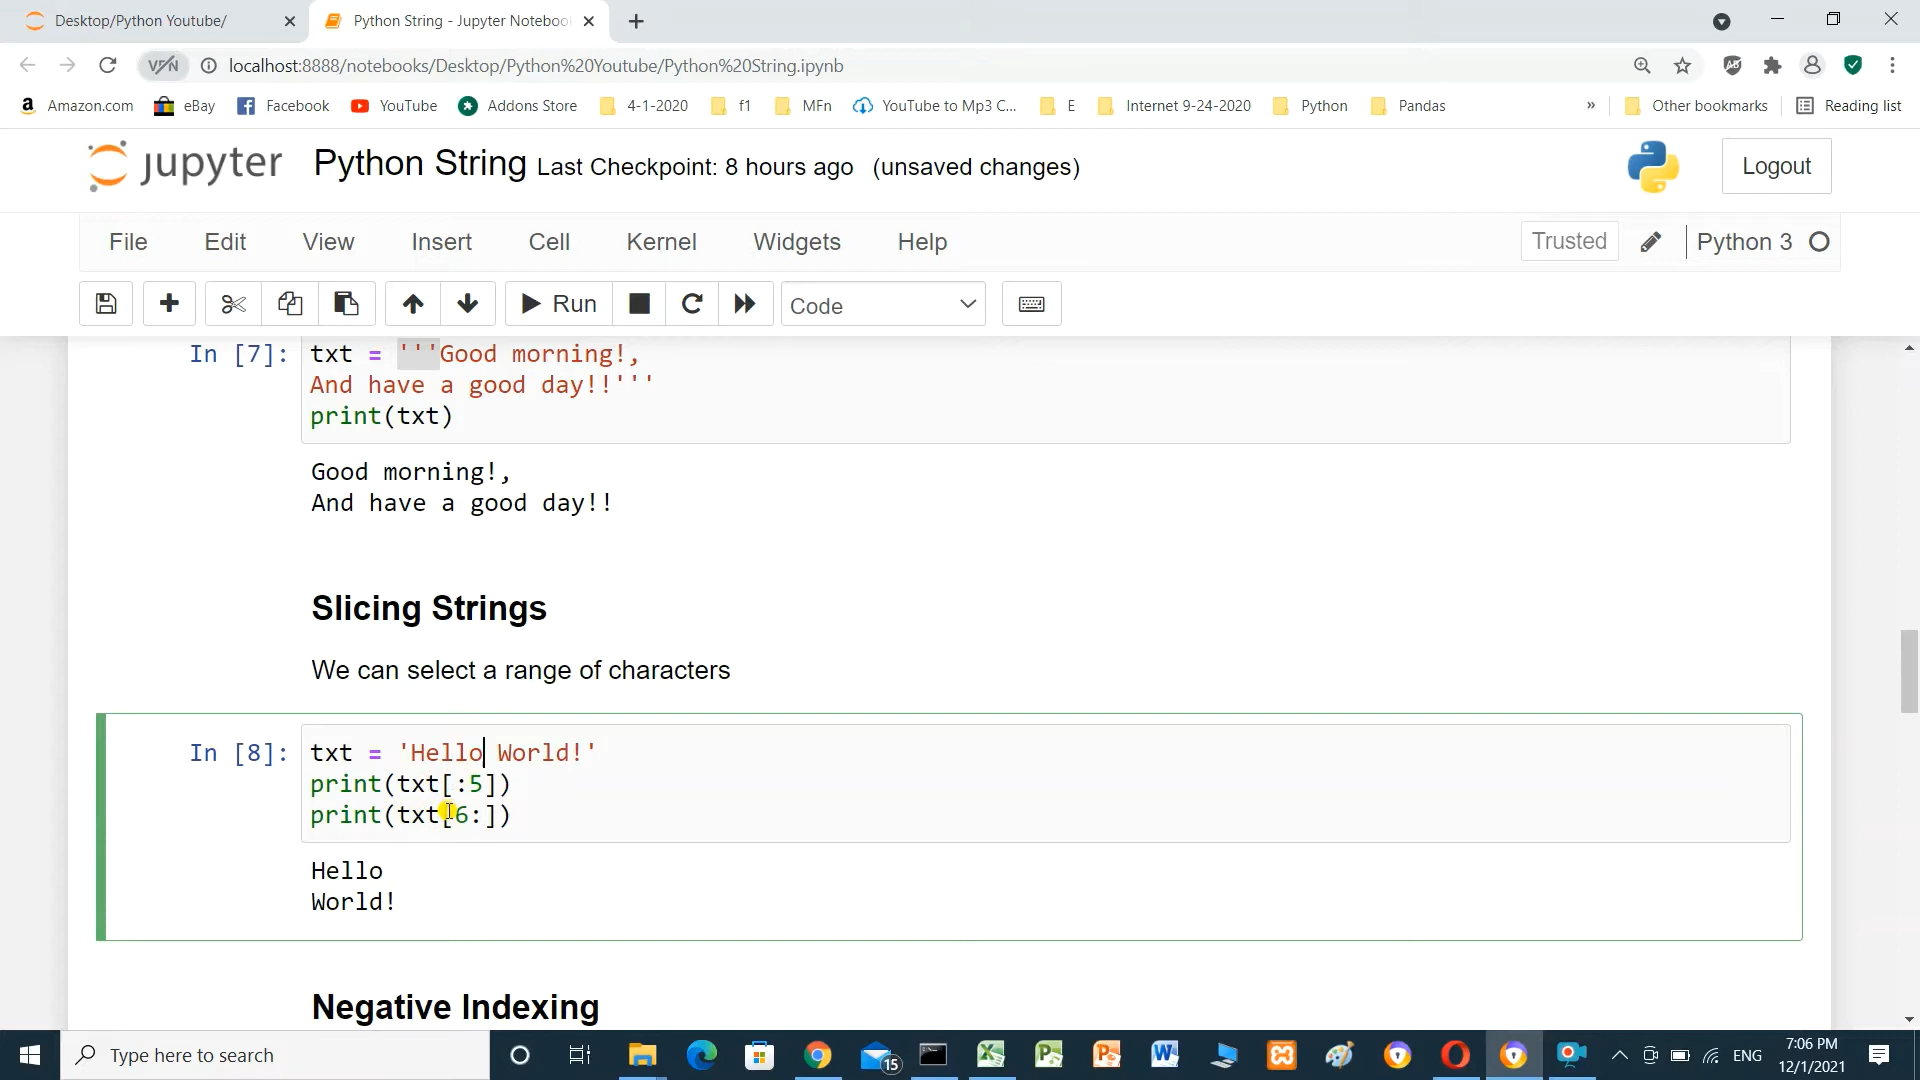 Desktop/Python Youtube/
Python String - Jupyter Noteboo
VPN
localhost:8888/notebooks/Desktop/Python%20Youtube/Python%20String.ipynb
Amazon.com
eBay
Facebook
YouTube
Addons Store
4-1-2020
f1
MFn
YouTube to Mp3 C...
E
Internet 9-24-2020
Python
Pandas
»
Other bookmarks
Reading list
jupyter
Python String Last Checkpoint: 8 hours ago (unsaved changes)
Logout
File Edit View Insert Cell Kernel Widgets Help
Trusted
Python 3
Run
Code
In [7]:
txt = '''Good morning!,
And have a good day!!'''
print(txt)
Good morning!,
And have a good day!!
Slicing Strings
We can select a range of characters
In [8]:
txt = 'Hello World!'
print(txt[:5])
print(txt[6:])
Hello
World!
Negative Indexing
Type here to search
15
ENG
7:06 PM
12/1/2021